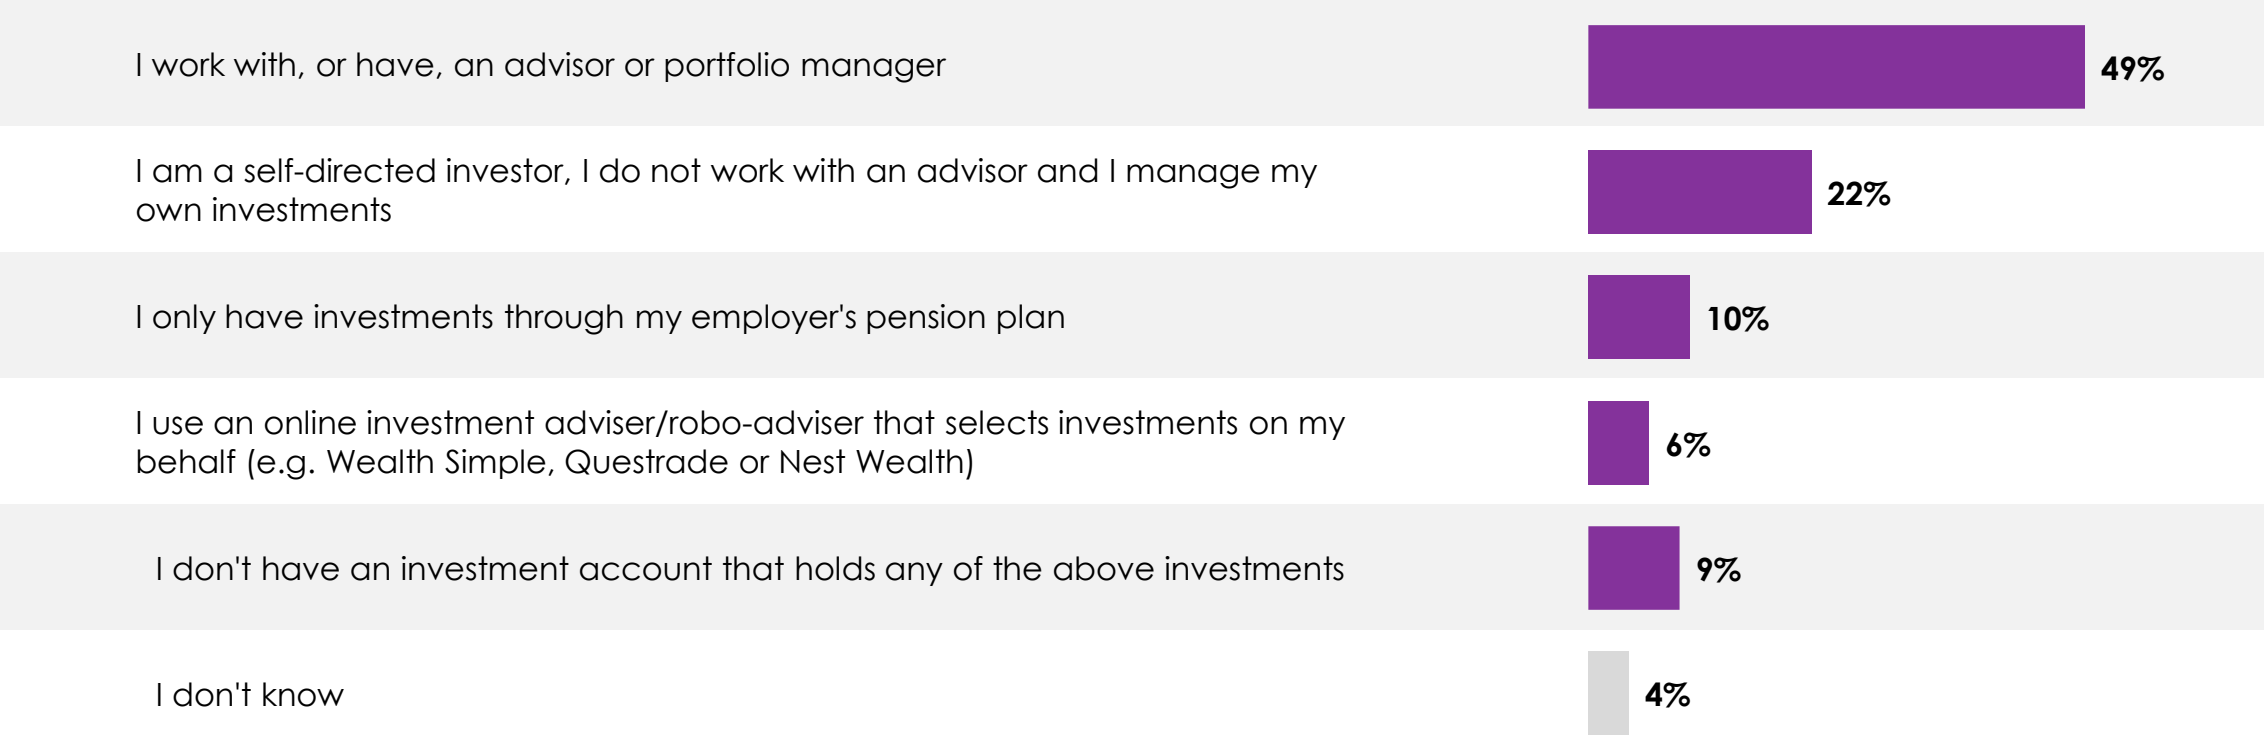 I work with, or have, an advisor or portfolio manager
49%
I am a self-directed investor, I do not work with an advisor and I manage my
own investments
22%
I only have investments through my employer's pension plan
10%
I use an online investment adviser/robo-adviser that selects investments on my
behalf (e.g. Wealth Simple, Questrade or Nest Wealth)
6%
I don't have an investment account that holds any of the above investments
9%
I don't know
4%